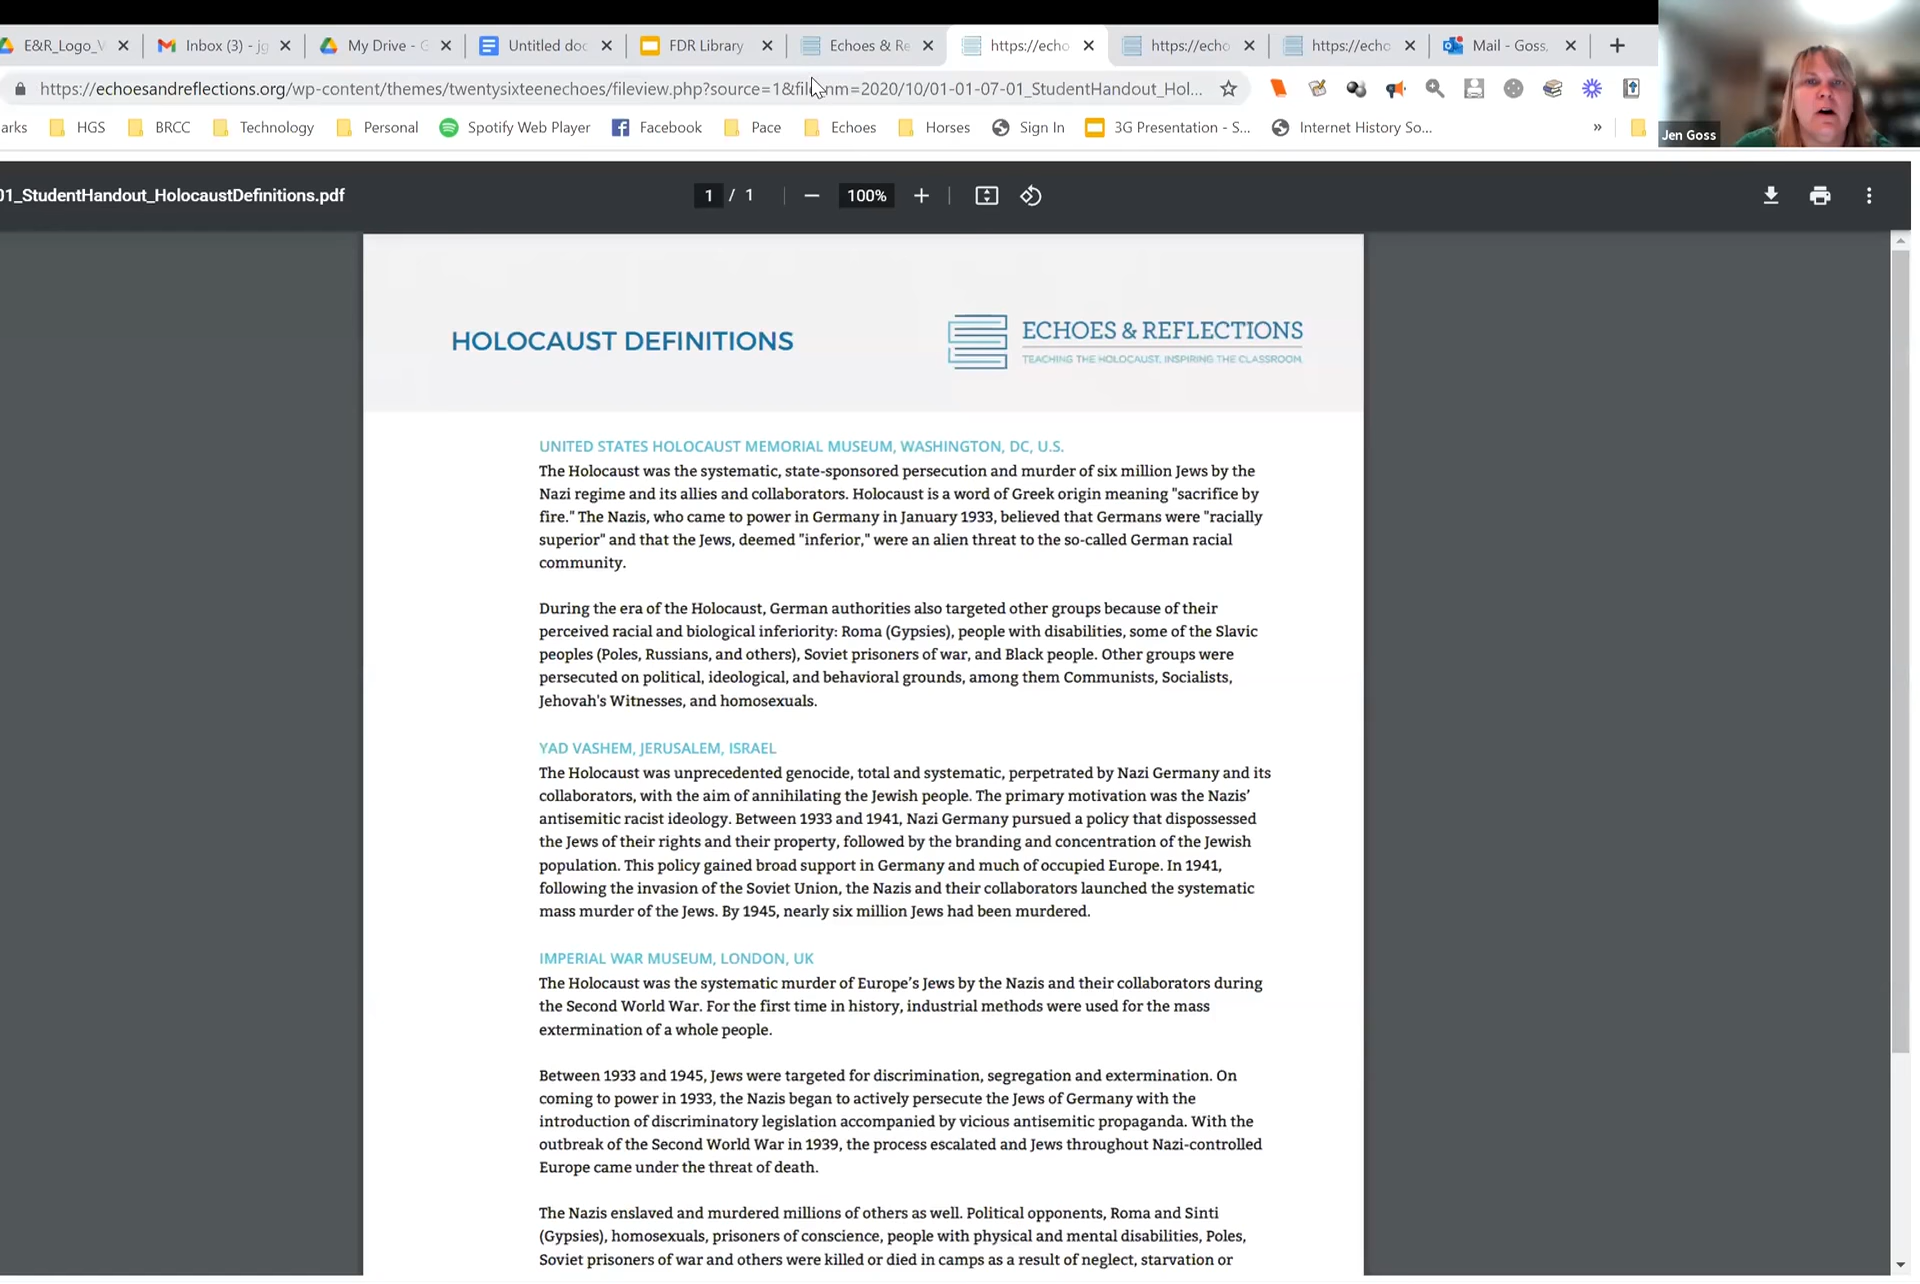 E&R_Logo_V
Inbox (3) - jg
My Drive - G
Untitled doc
FDR Library
Echoes & Re
https://echo
https://echo
https://echo
Mail - Goss,
https://echoesandreflections.org/wp-content/themes/twentysixteenechoes/fileview.php?source=1&filenm=2020/10/01-01-07-01_StudentHandout_Hol...
arks
HGS
BRCC
Technology
Personal
Spotify Web Player
Facebook
Pace
Echoes
Horses
Sign In
3G Presentation - S...
Internet History So...
»
Jen Goss
01_StudentHandout_HolocaustDefinitions.pdf
1 / 1
100%
HOLOCAUST DEFINITIONS
ECHOES & REFLECTIONS
TEACHING THE HOLOCAUST, INSPIRING THE CLASSROOM
UNITED STATES HOLOCAUST MEMORIAL MUSEUM, WASHINGTON, DC, U.S.
The Holocaust was the systematic, state-sponsored persecution and murder of six million Jews by the
Nazi regime and its allies and collaborators. Holocaust is a word of Greek origin meaning "sacrifice by
fire." The Nazis, who came to power in Germany in January 1933, believed that Germans were "racially
superior" and that the Jews, deemed "inferior," were an alien threat to the so-called German racial
community.
During the era of the Holocaust, German authorities also targeted other groups because of their
perceived racial and biological inferiority: Roma (Gypsies), people with disabilities, some of the Slavic
peoples (Poles, Russians, and others), Soviet prisoners of war, and Black people. Other groups were
persecuted on political, ideological, and behavioral grounds, among them Communists, Socialists,
Jehovah's Witnesses, and homosexuals.
YAD VASHEM, JERUSALEM, ISRAEL
The Holocaust was unprecedented genocide, total and systematic, perpetrated by Nazi Germany and its
collaborators, with the aim of annihilating the Jewish people. The primary motivation was the Nazis’
antisemitic racist ideology. Between 1933 and 1941, Nazi Germany pursued a policy that dispossessed
the Jews of their rights and their property, followed by the branding and concentration of the Jewish
population. This policy gained broad support in Germany and much of occupied Europe. In 1941,
following the invasion of the Soviet Union, the Nazis and their collaborators launched the systematic
mass murder of the Jews. By 1945, nearly six million Jews had been murdered.
IMPERIAL WAR MUSEUM, LONDON, UK
The Holocaust was the systematic murder of Europe’s Jews by the Nazis and their collaborators during
the Second World War. For the first time in history, industrial methods were used for the mass
extermination of a whole people.
Between 1933 and 1945, Jews were targeted for discrimination, segregation and extermination. On
coming to power in 1933, the Nazis began to actively persecute the Jews of Germany with the
introduction of discriminatory legislation accompanied by vicious antisemitic propaganda. With the
outbreak of the Second World War in 1939, the process escalated and Jews throughout Nazi-controlled
Europe came under the threat of death.
The Nazis enslaved and murdered millions of others as well. Political opponents, Roma and Sinti
(Gypsies), homosexuals, prisoners of conscience, people with physical and mental disabilities, Poles,
Soviet prisoners of war and others were killed or died in camps as a result of neglect, starvation or